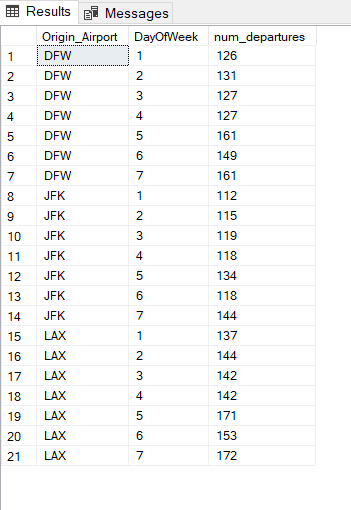 Results Messages
Origin_Airport DayOfWeek num_departures
1 DFW 1 126
2 DFW 2 131
3 DFW 3 127
4 DFW 4 127
5 DFW 5 161
6 DFW 6 149
7 DFW 7 161
8 JFK 1 112
9 JFK 2 115
10 JFK 3 119
11 JFK 4 118
12 JFK 5 134
13 JFK 6 118
14 JFK 7 144
15 LAX 1 137
16 LAX 2 144
17 LAX 3 142
18 LAX 4 142
19 LAX 5 171
20 LAX 6 153
21 LAX 7 172